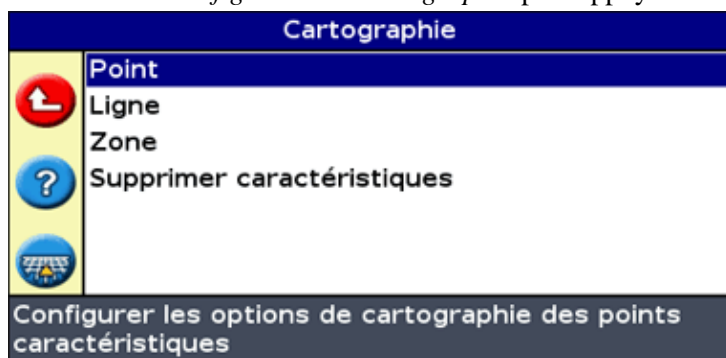 Cartographie
Point
Ligne
Zone
Supprimer caractéristiques
Configurer les options de cartographie des points
caractéristiques